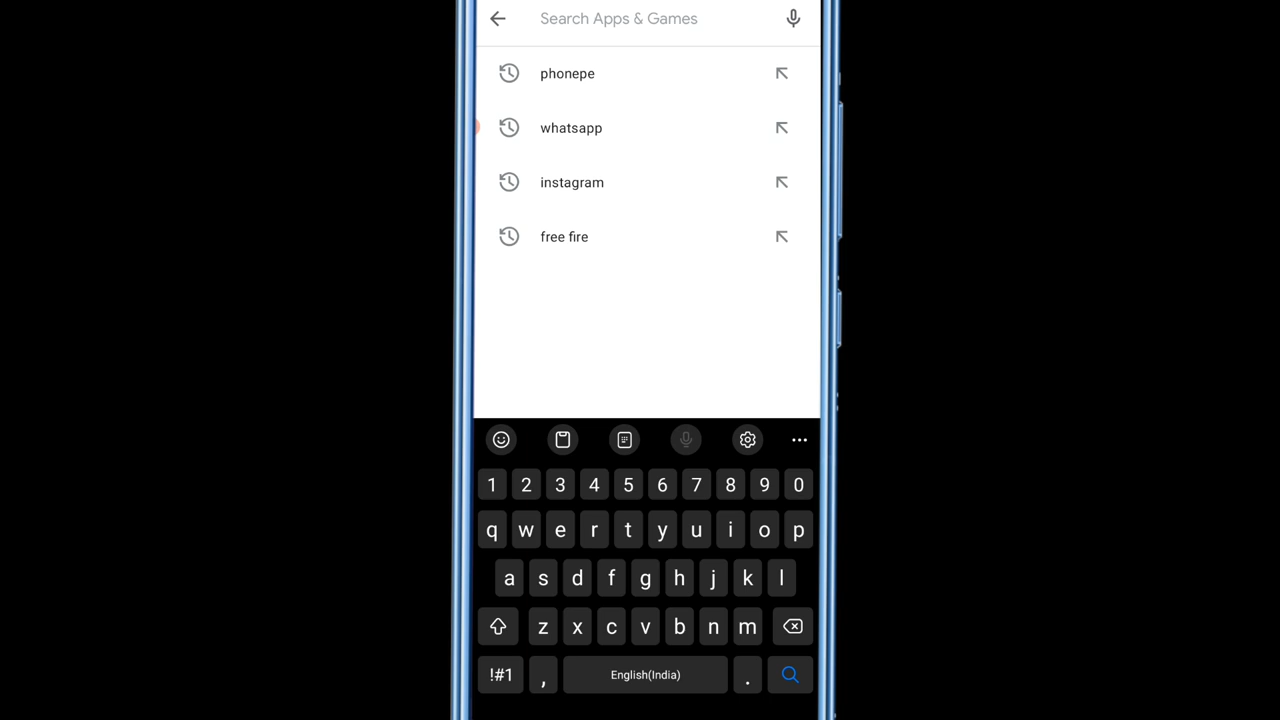 Search Apps & Games
phonepe
whatsapp
instagram
free fire
1 2 3 4 5 6 7 8 9 0
q w e r t y u i o p
a s d f g h j k l
z x c v b n m
!#1 , English(India) .